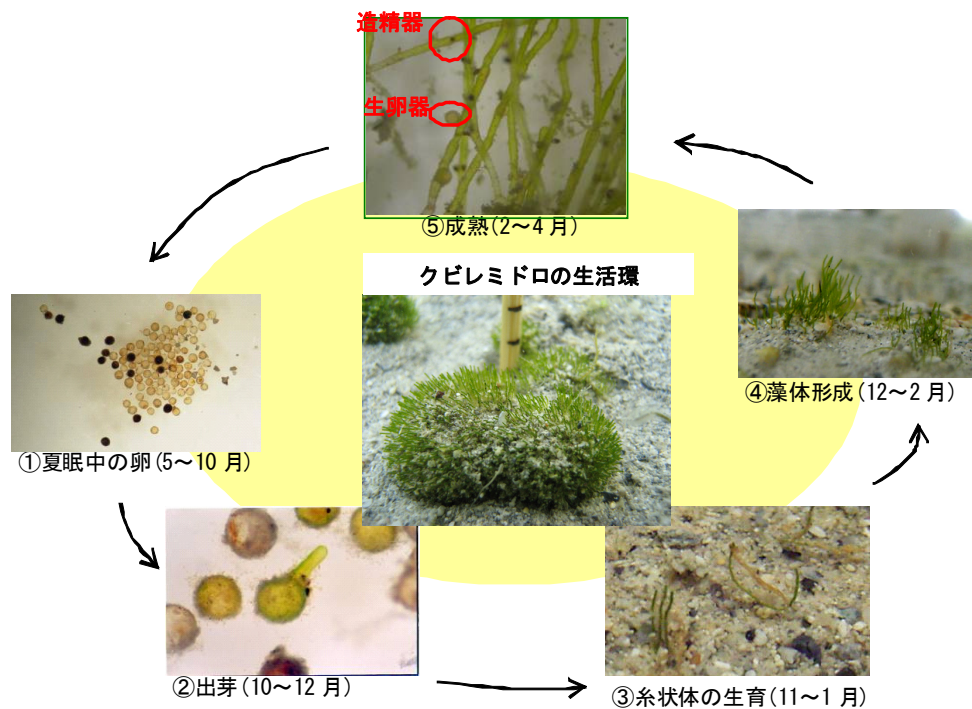 造精器
生卵器
⑤成熟(2～4月)
クビレミドロの生活環
①夏眠中の卵(5～10月)
④藻体形成(12～2月)
②出芽(10～12月)
③糸状体の生育(11～1月)